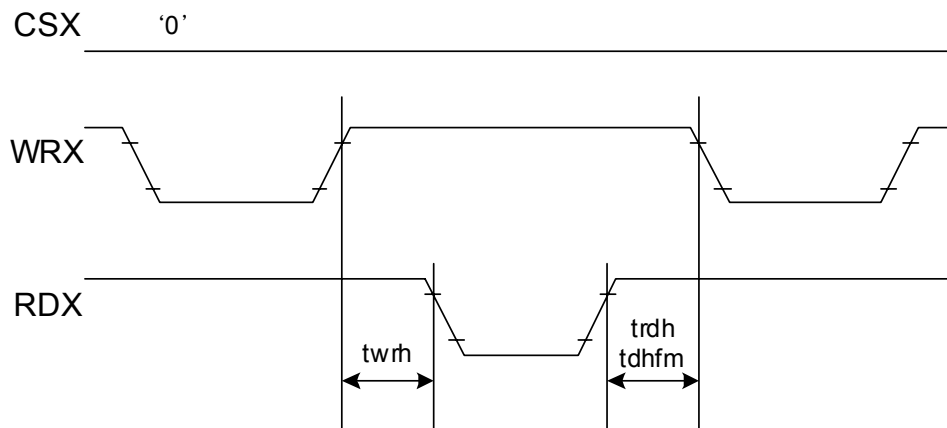 CSX ‘0’
WRX
RDX
twrh
trdh
tdhfm